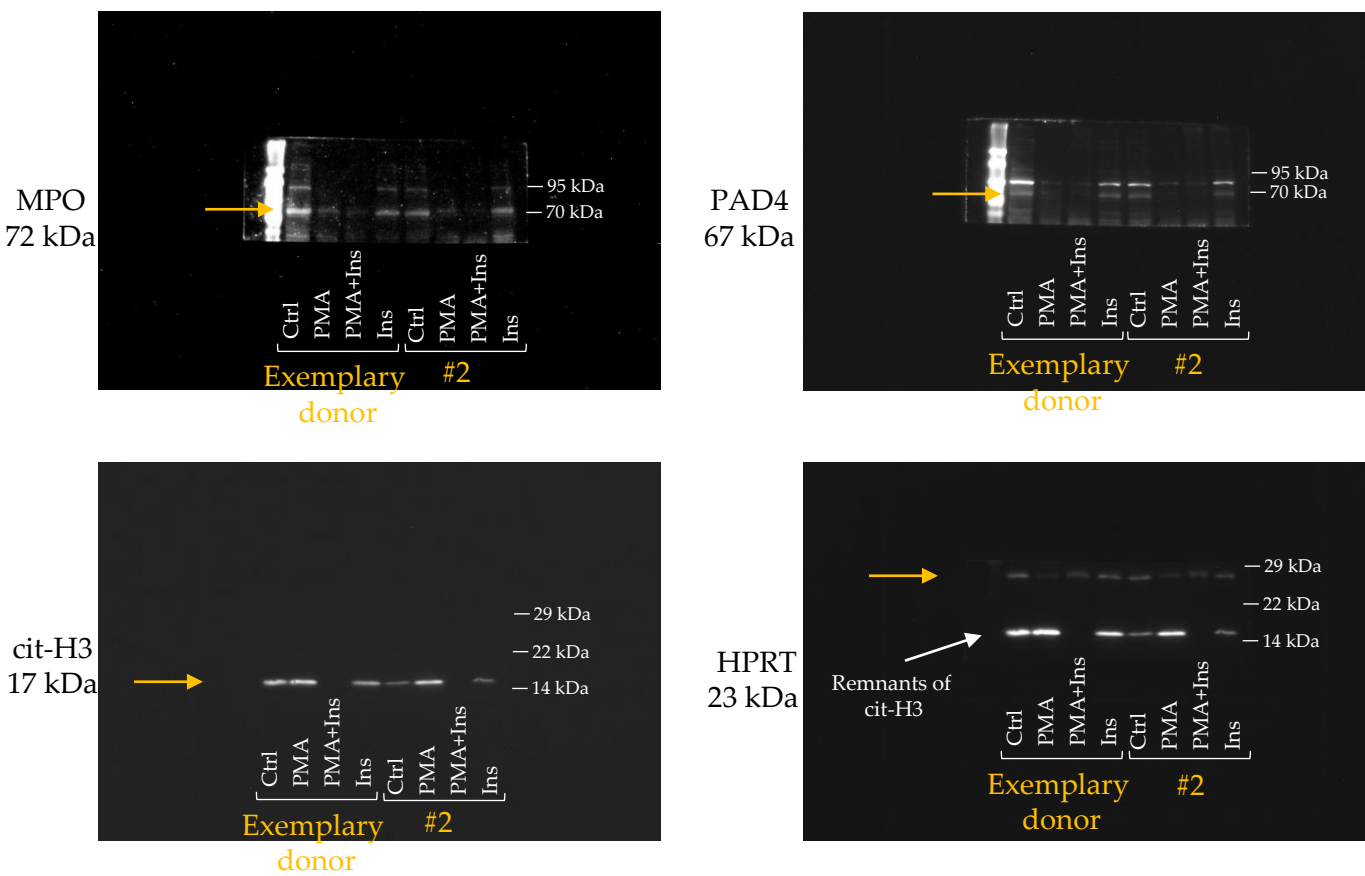 MPO
72 kDa
95 kDa
70 kDa
Ctrl
PMA
PMA+Ins
Ins
Ctrl
PMA
PMA+Ins
Ins
Exemplary
donor
#2
PAD4
67 kDa
95 kDa
70 kDa
Ctrl
PMA
PMA+Ins
Ins
Ctrl
PMA
PMA+Ins
Ins
Exemplary
donor
#2
cit-H3
17 kDa
29 kDa
22 kDa
14 kDa
Ctrl
PMA
PMA+Ins
Ins
Ctrl
PMA
PMA+Ins
Ins
Exemplary
donor
#2
HPRT
23 kDa
Remnants of
cit-H3
29 kDa
22 kDa
14 kDa
Ctrl
PMA
PMA+Ins
Ins
Ctrl
PMA
PMA+Ins
Ins
Exemplary
donor
#2